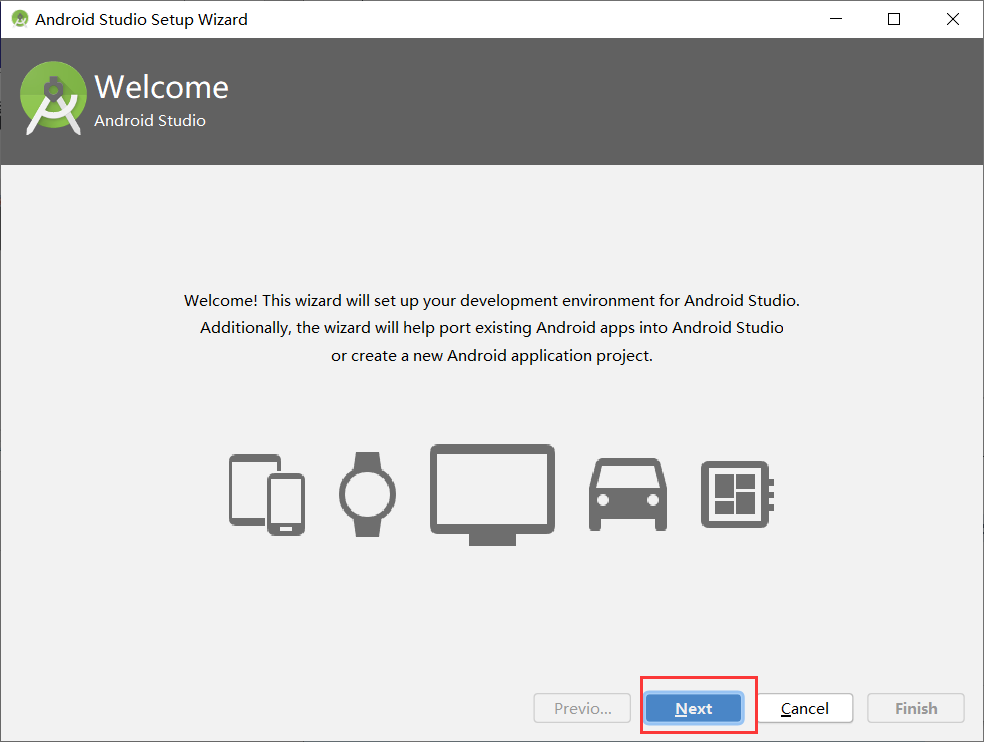 Android Studio Setup Wizard
Welcome
Android Studio
Welcome! This wizard will set up your development environment for Android Studio.
Additionally, the wizard will help port existing Android apps into Android Studio
or create a new Android application project.
Previo... Next Cancel Finish